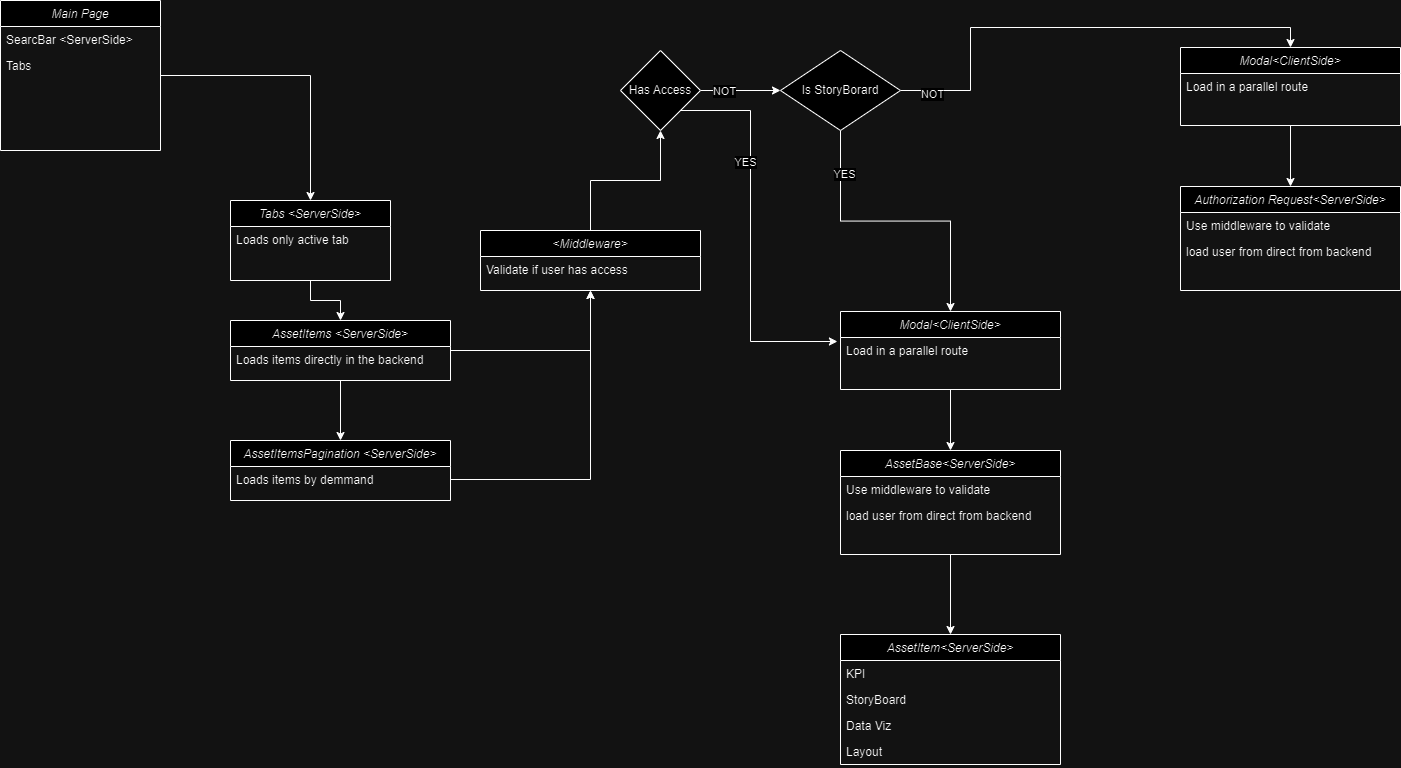 Main Page
SearcBar <ServerSide>
Tabs
Tabs <ServerSide>
Loads only active tab
AssetItems <ServerSide>
Loads items directly in the backend
AssetItemsPagination <ServerSide>
Loads items by demmand
<Middleware>
Validate if user has access
Has Access
NOT
YES
Is StoryBorard
NOT
YES
Modal<ClientSide>
Load in a parallel route
Authorization Request<ServerSide>
Use middleware to validate
load user from direct from backend
Modal<ClientSide>
Load in a parallel route
AssetBase<ServerSide>
Use middleware to validate
load user from direct from backend
AssetItem<ServerSide>
KPI
StoryBoard
Data Viz
Layout